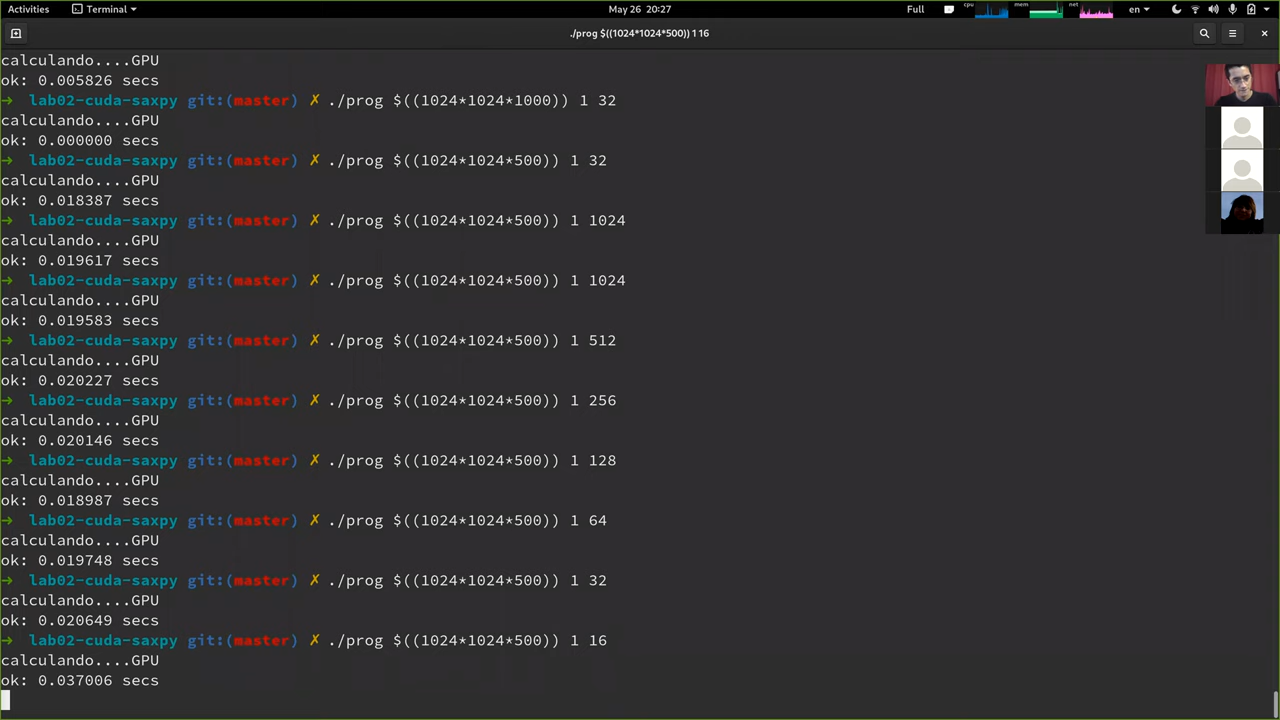 Activities Terminal May 26 20:27 Full cpu mem net en
./prog $((1024*1024*500)) 1 16
calculando....GPU
ok: 0.005826 secs
→ lab02-cuda-saxpy git:(master) ✗ ./prog $((1024*1024*1000)) 1 32
calculando....GPU
ok: 0.000000 secs
→ lab02-cuda-saxpy git:(master) ✗ ./prog $((1024*1024*500)) 1 32
calculando....GPU
ok: 0.018387 secs
→ lab02-cuda-saxpy git:(master) ✗ ./prog $((1024*1024*500)) 1 1024
calculando....GPU
ok: 0.019617 secs
→ lab02-cuda-saxpy git:(master) ✗ ./prog $((1024*1024*500)) 1 1024
calculando....GPU
ok: 0.019583 secs
→ lab02-cuda-saxpy git:(master) ✗ ./prog $((1024*1024*500)) 1 512
calculando....GPU
ok: 0.020227 secs
→ lab02-cuda-saxpy git:(master) ✗ ./prog $((1024*1024*500)) 1 256
calculando....GPU
ok: 0.020146 secs
→ lab02-cuda-saxpy git:(master) ✗ ./prog $((1024*1024*500)) 1 128
calculando....GPU
ok: 0.018987 secs
→ lab02-cuda-saxpy git:(master) ✗ ./prog $((1024*1024*500)) 1 64
calculando....GPU
ok: 0.019748 secs
→ lab02-cuda-saxpy git:(master) ✗ ./prog $((1024*1024*500)) 1 32
calculando....GPU
ok: 0.020649 secs
→ lab02-cuda-saxpy git:(master) ✗ ./prog $((1024*1024*500)) 1 16
calculando....GPU
ok: 0.037006 secs